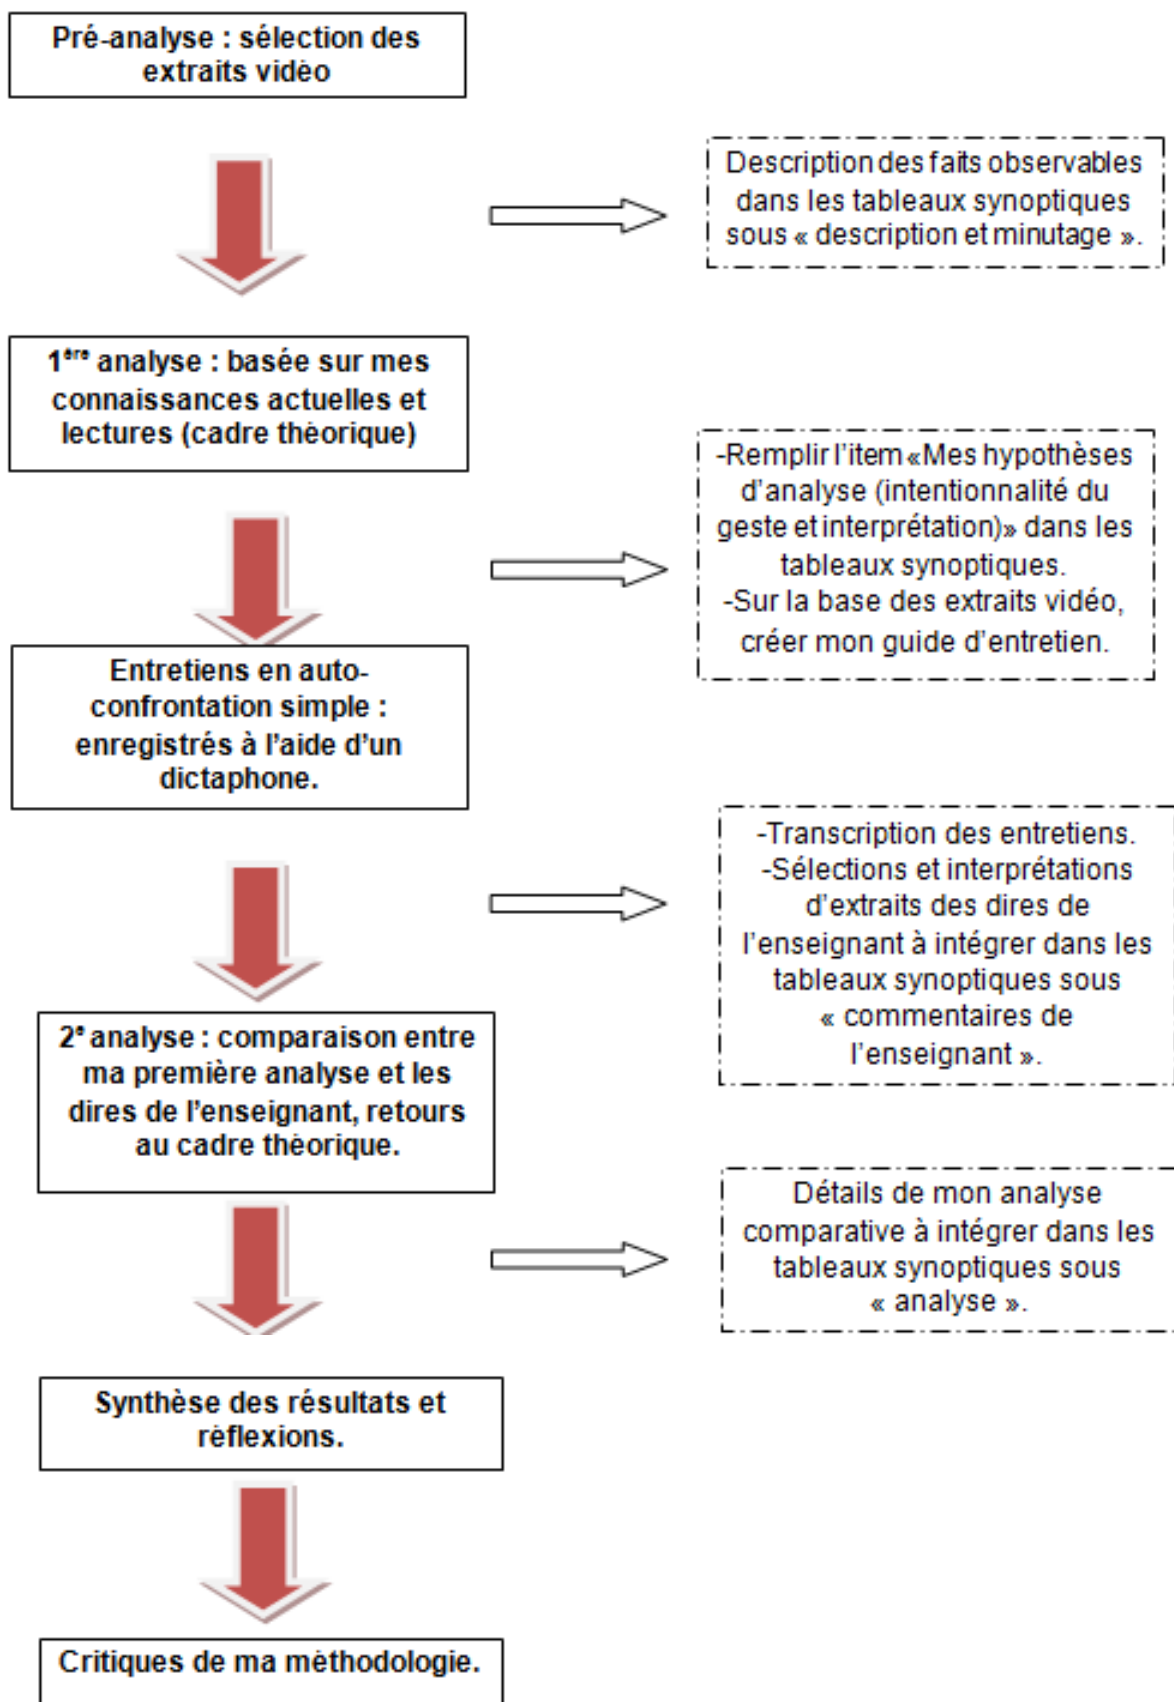 Pré-analyse : sélection des
extraits vidéo
Description des faits observables
dans les tableaux synoptiques
sous « description et minutage ».
1ère analyse : basée sur mes
connaissances actuelles et
lectures (cadre théorique)
-Remplir l'item «Mes hypothèses
d'analyse (intentionnalité du
geste et interprétation)» dans les
tableaux synoptiques.
-Sur la base des extraits vidéo,
créer mon guide d'entretien.
Entretiens en auto-
confrontation simple :
enregistrés à l'aide d'un
dictaphone.
-Transcription des entretiens.
-Sélections et interprétations
d'extraits des dires de
l'enseignant à intégrer dans les
tableaux synoptiques sous
« commentaires de
l'enseignant ».
2e analyse : comparaison entre
ma première analyse et les
dires de l'enseignant, retours
au cadre théorique.
Détails de mon analyse
comparative à intégrer dans les
tableaux synoptiques sous
« analyse ».
Synthèse des résultats et
réflexions.
Critiques de ma méthodologie.